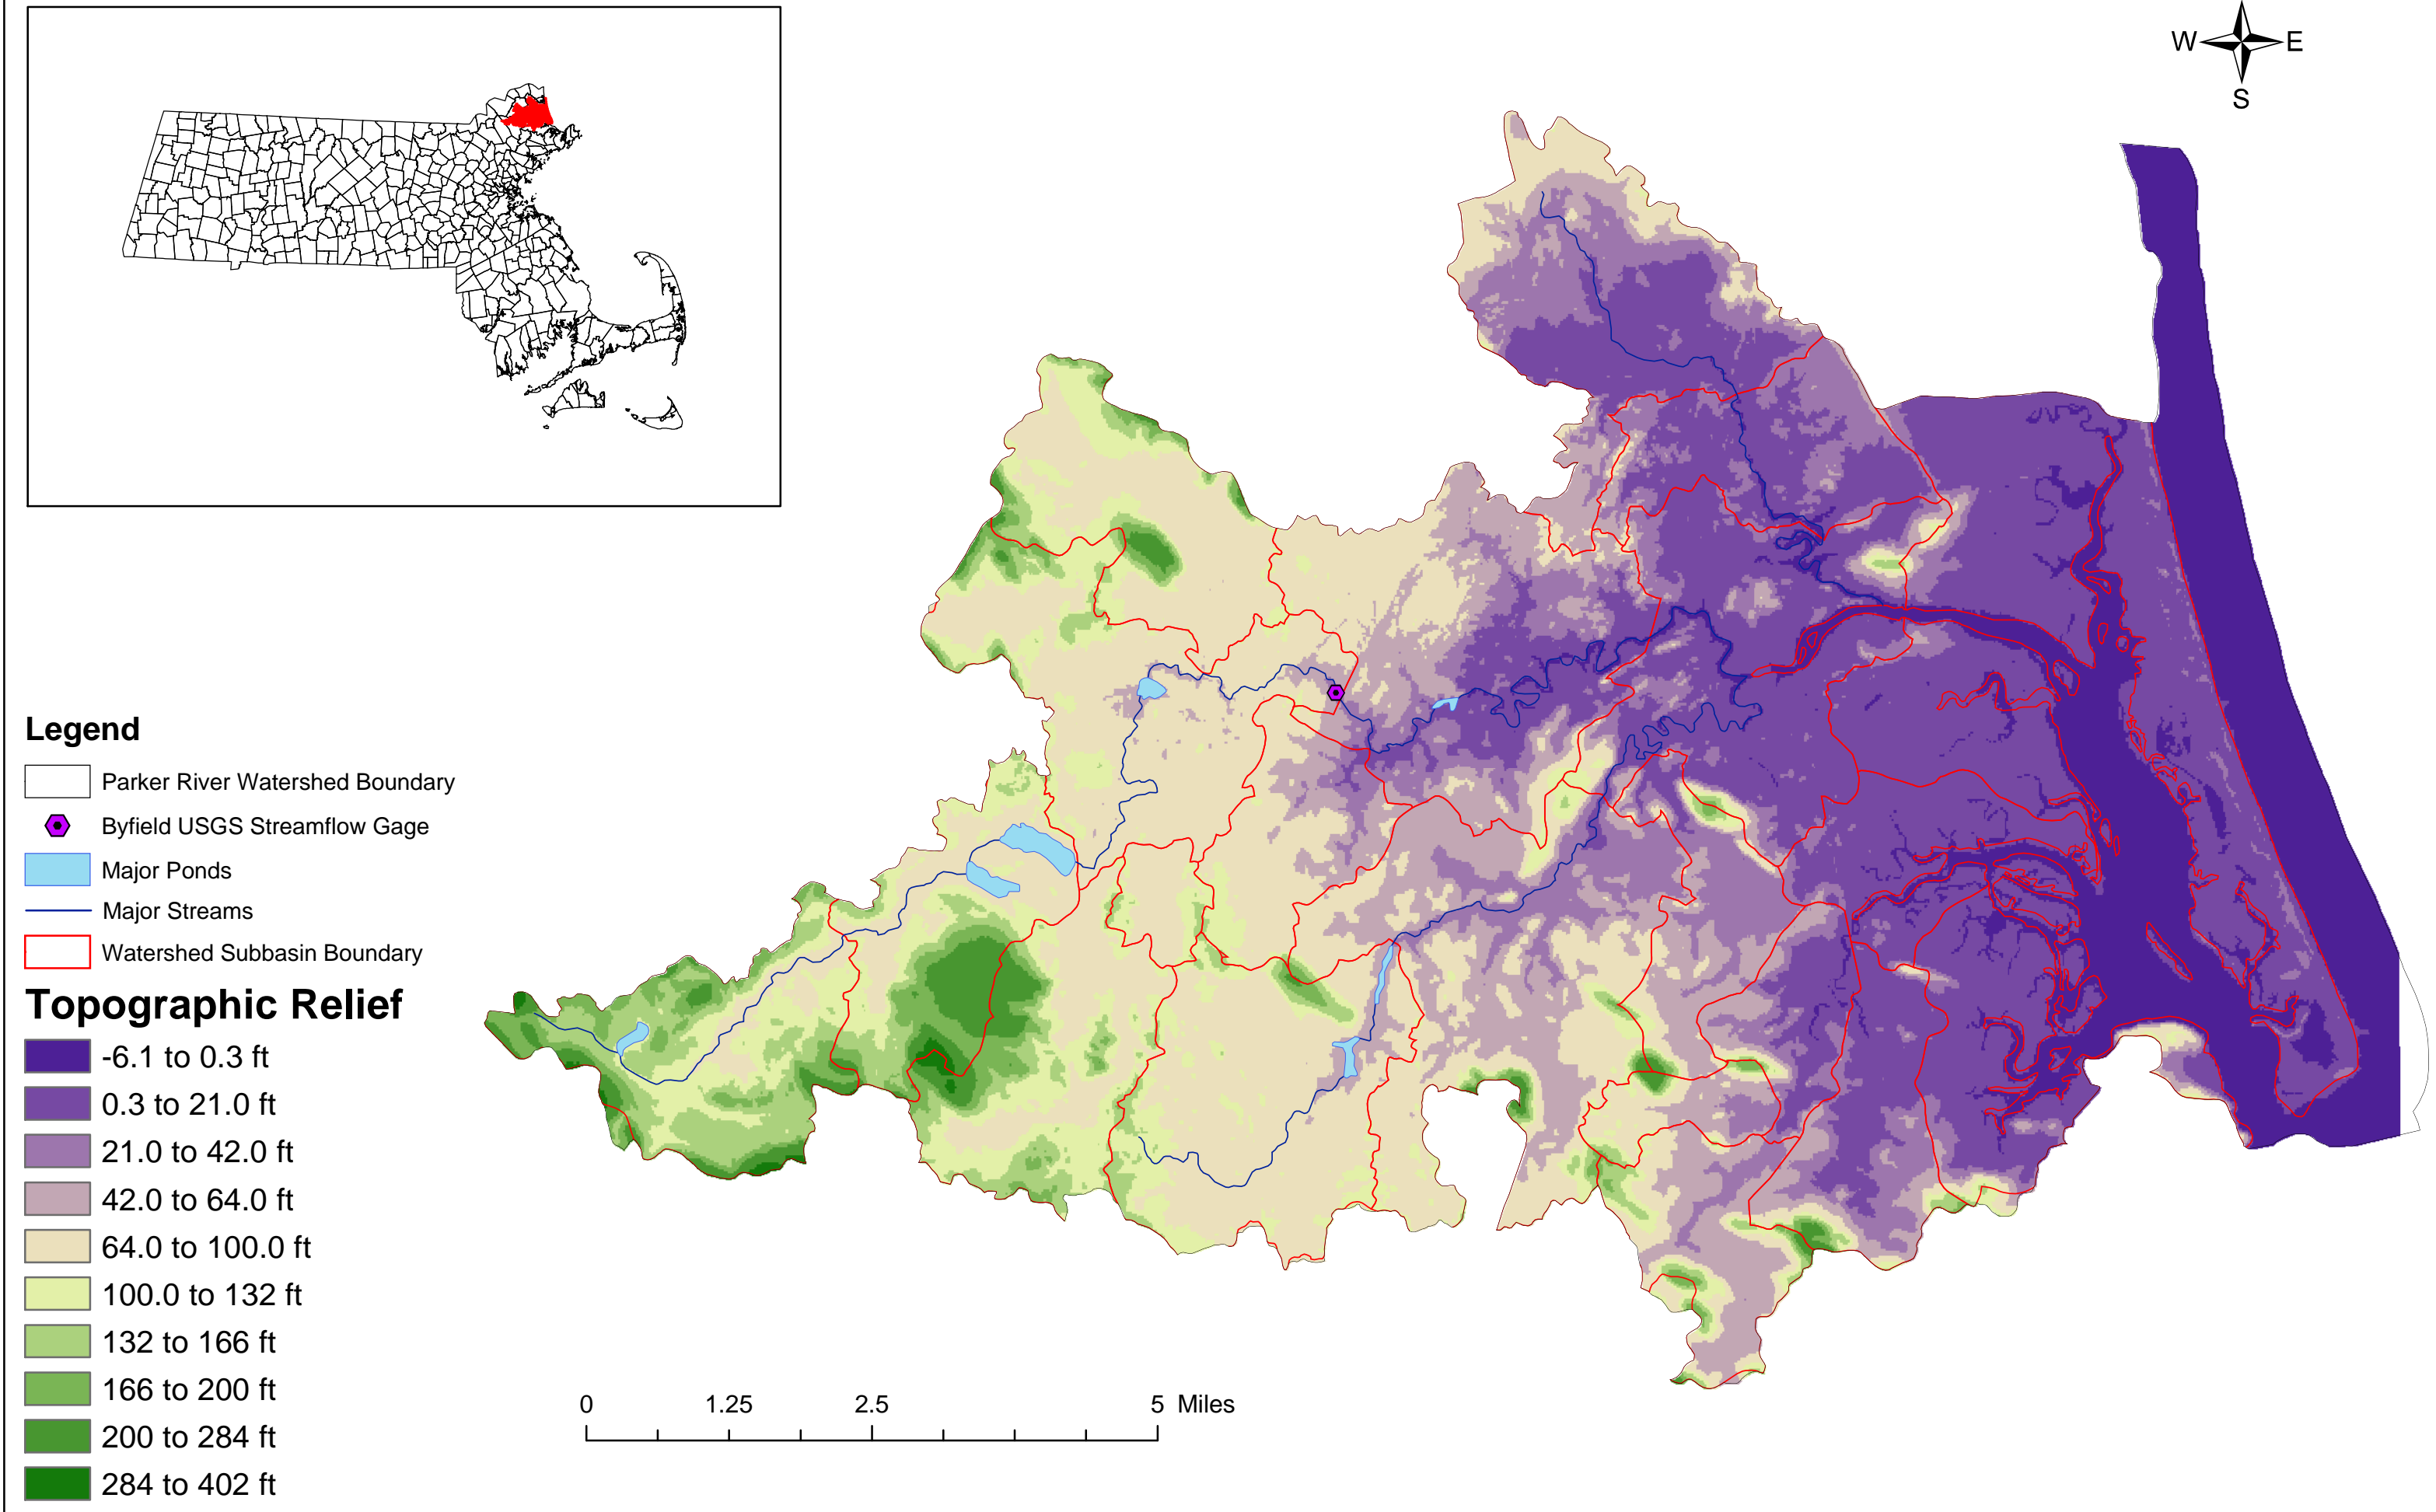 W E
S
Legend
Parker River Watershed Boundary
Byfield USGS Streamflow Gage
Major Ponds
Major Streams
Watershed Subbasin Boundary
Topographic Relief
-6.1 to 0.3 ft
0.3 to 21.0 ft
21.0 to 42.0 ft
42.0 to 64.0 ft
64.0 to 100.0 ft
100.0 to 132 ft
132 to 166 ft
166 to 200 ft
200 to 284 ft
284 to 402 ft
0 1.25 2.5 5 Miles